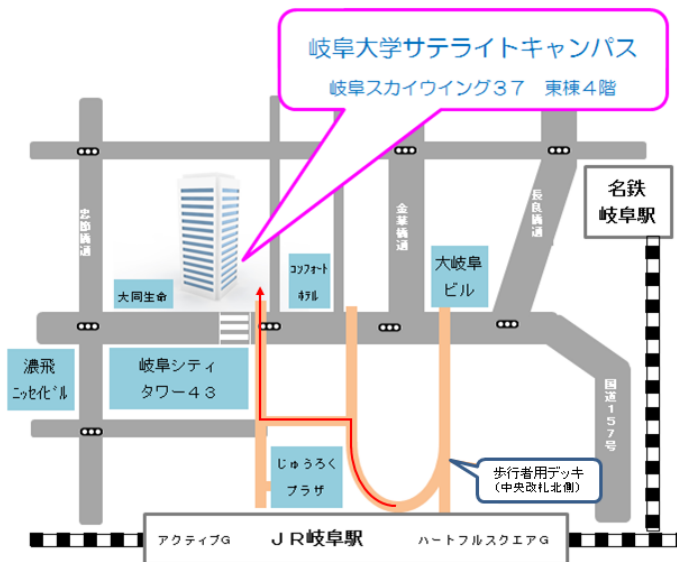 岐阜大学サテライトキャンパス
岐阜スカイウイング37　東棟4階
忠節橋通
金華橋通
長良橋通
名鉄
岐阜駅
大同生命
コンフォート
ホテル
大岐阜
ビル
濃飛
ニッセイビル
岐阜シティ
タワー43
国道157号
じゅうろく
プラザ
歩行者用デッキ
(中央改札北側)
アクティブG
JR岐阜駅
ハートフルスクエアG